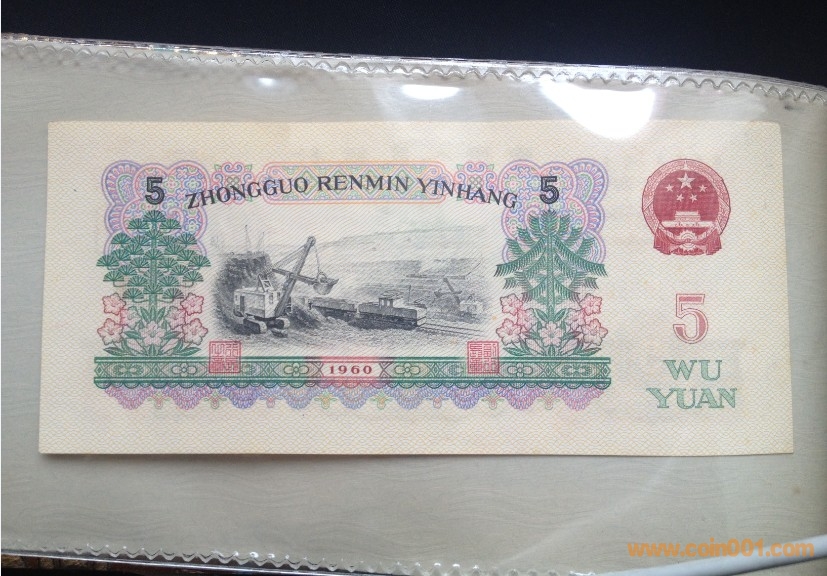 5 ZHONGGUO RENMIN YINHANG 5
5
1960
WU
YUAN
www.coin001.com